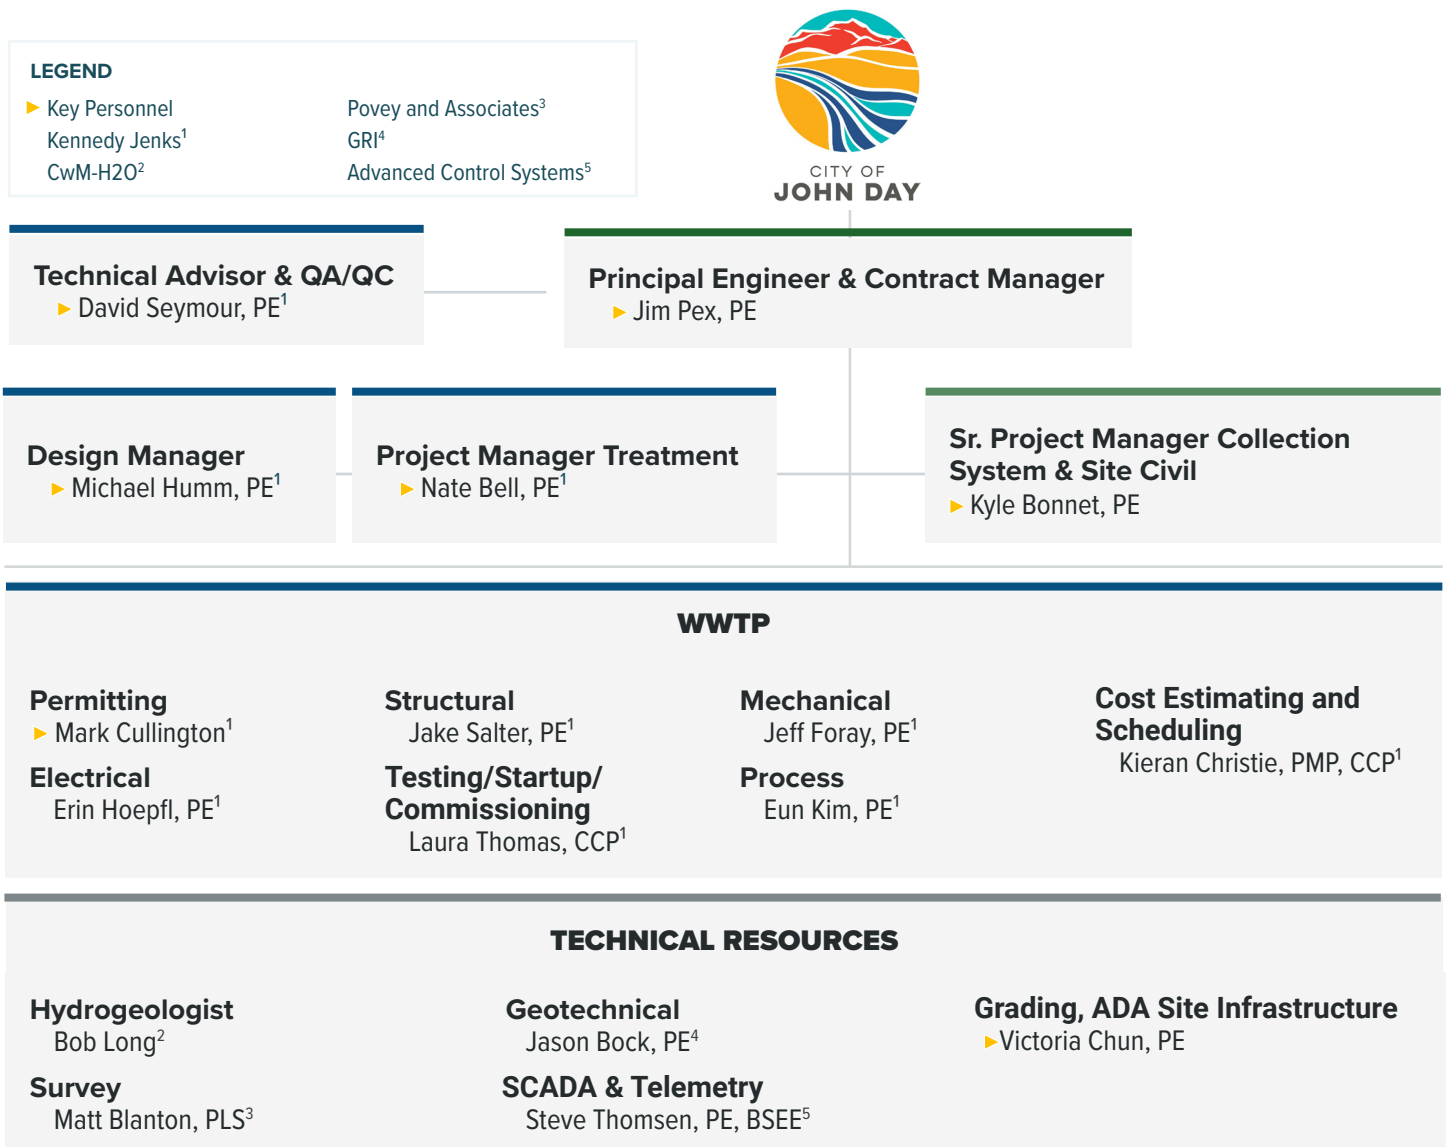 LEGEND
Key Personnel
Kennedy Jenks¹
CwM-H2O²
Povey and Associates³
GRI⁴
Advanced Control Systems⁵
CITY OF
JOHN DAY
Technical Advisor & QA/QC
David Seymour, PE¹
Principal Engineer & Contract Manager
Jim Pex, PE
Design Manager
Michael Humm, PE¹
Project Manager Treatment
Nate Bell, PE¹
Sr. Project Manager Collection
System & Site Civil
Kyle Bonnet, PE
WWTP
Permitting
Mark Cullington¹
Electrical
Erin Hoepfl, PE¹
Structural
Jake Salter, PE¹
Testing/Startup/
Commissioning
Laura Thomas, CCP¹
Mechanical
Jeff Foray, PE¹
Process
Eun Kim, PE¹
Cost Estimating and
Scheduling
Kieran Christie, PMP, CCP¹
TECHNICAL RESOURCES
Hydrogeologist
Bob Long²
Survey
Matt Blanton, PLS³
Geotechnical
Jason Bock, PE⁴
SCADA & Telemetry
Steve Thomsen, PE, BSEE⁵
Grading, ADA Site Infrastructure
Victoria Chun, PE